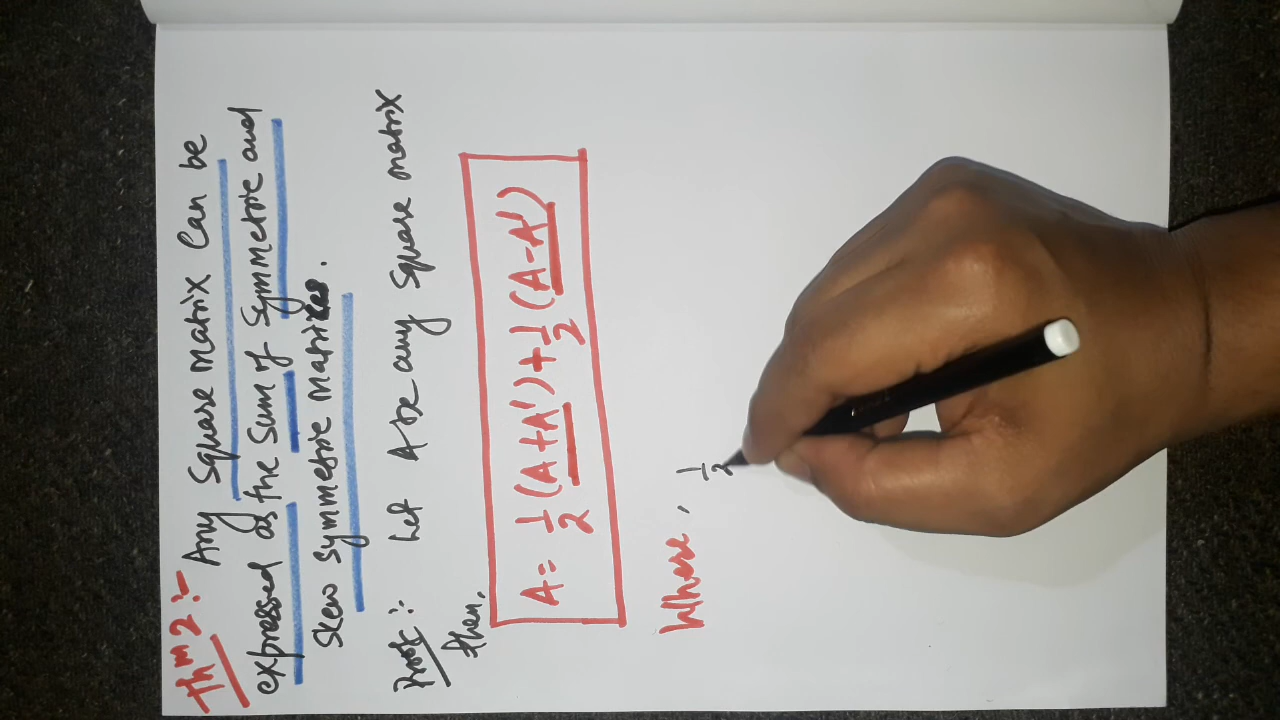 Thm 2:- Any Square matrix Can be
expressed as the Sum of Symmetric and
Skew Symmetric matrices.
Proof:- Let A be any Square matrix
then,
A = 1/2 (A+A') + 1/2 (A-A')
Where, 1/2